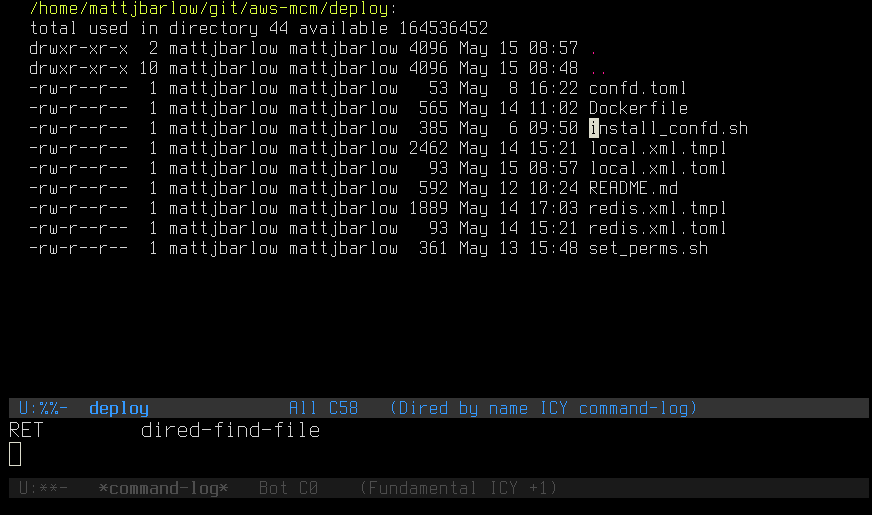 /home/mattjbarlow/git/aws-mcm/deploy:
total used in directory 44 available 164536452
drwxr-xr-x  2 mattjbarlow mattjbarlow 4096 May 15 08:57 .
drwxr-xr-x 10 mattjbarlow mattjbarlow 4096 May 15 08:48 ..
-rw-r--r--  1 mattjbarlow mattjbarlow   53 May  8 16:22 confd.toml
-rw-r--r--  1 mattjbarlow mattjbarlow  565 May 14 11:02 Dockerfile
-rw-r--r--  1 mattjbarlow mattjbarlow  385 May  6 09:50 install_confd.sh
-rw-r--r--  1 mattjbarlow mattjbarlow 2462 May 14 15:21 local.xml.tmpl
-rw-r--r--  1 mattjbarlow mattjbarlow   93 May 15 08:57 local.xml.toml
-rw-r--r--  1 mattjbarlow mattjbarlow  592 May 12 10:24 README.md
-rw-r--r--  1 mattjbarlow mattjbarlow 1889 May 14 17:03 redis.xml.tmpl
-rw-r--r--  1 mattjbarlow mattjbarlow   93 May 14 15:21 redis.xml.toml
-rw-r--r--  1 mattjbarlow mattjbarlow  361 May 13 15:48 set_perms.sh
U:%%-  deploy              All C58   (Dired by name ICY command-log)
RET        dired-find-file
U:**-   *command-log*   Bot C0    (Fundamental ICY +1)